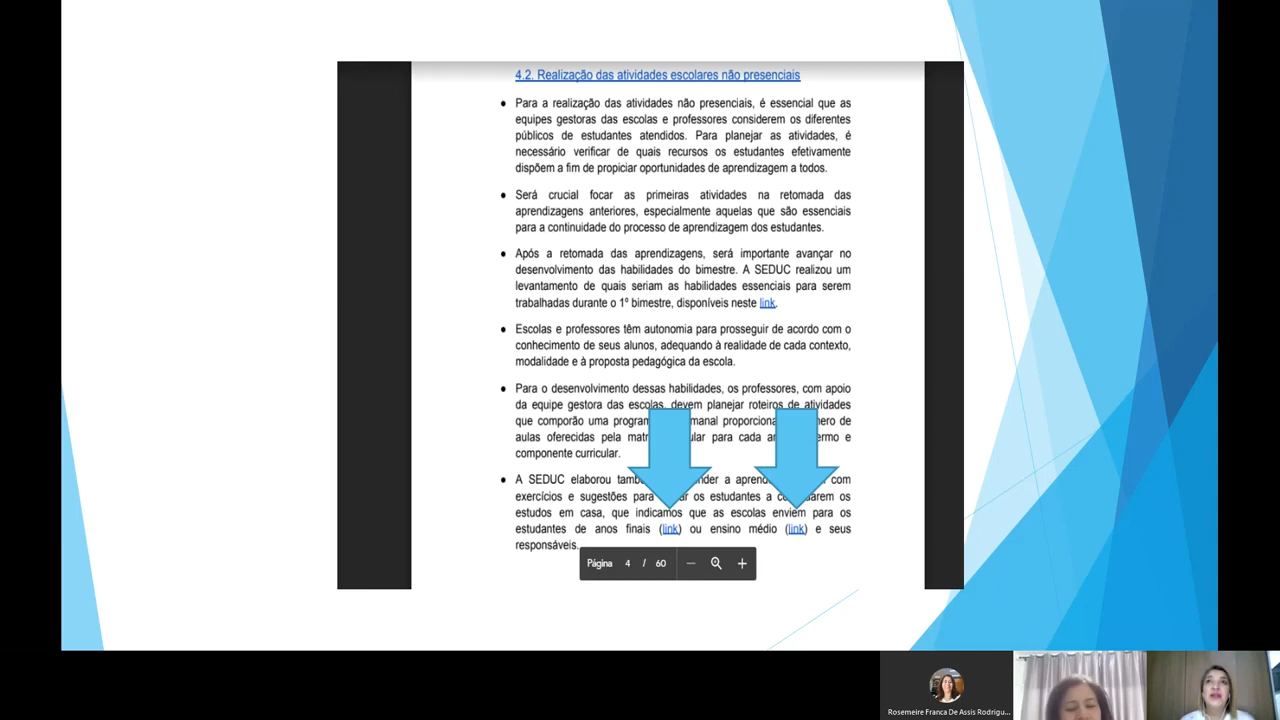 4.2. Realização das atividades escolares não presenciais
● Para a realização das atividades não presenciais, é essencial que as
equipes gestoras das escolas e professores considerem os diferentes
públicos de estudantes atendidos. Para planejar as atividades, é
necessário verificar de quais recursos os estudantes efetivamente
dispõem a fim de propiciar oportunidades de aprendizagem a todos.
● Será crucial focar as primeiras atividades na retomada das
aprendizagens anteriores, especialmente aquelas que são essenciais
para a continuidade do processo de aprendizagem dos estudantes.
● Após a retomada das aprendizagens, será importante avançar no
desenvolvimento das habilidades do bimestre. A SEDUC realizou um
levantamento de quais seriam as habilidades essenciais para serem
trabalhadas durante o 1º bimestre, disponíveis neste link.
● Escolas e professores têm autonomia para prosseguir de acordo com o
conhecimento de seus alunos, adequando à realidade de cada contexto,
modalidade e à proposta pedagógica da escola.
● Para o desenvolvimento dessas habilidades, os professores, com apoio
da equipe gestora das escolas, devem planejar roteiros de atividades
que comporão uma proporciona de
aulas oferecidas pela para cada e
componente curricular.
● A SEDUC elaborou a com
exercícios e sugestões para os estudantes a os
estudos em casa, que indicamos que as escolas enviem para os
estudantes de anos finais (link) ou ensino médio (link) e seus
responsáveis.
Página 4 / 60 − +
Rosemeire Franca De Assis Rodrigu...